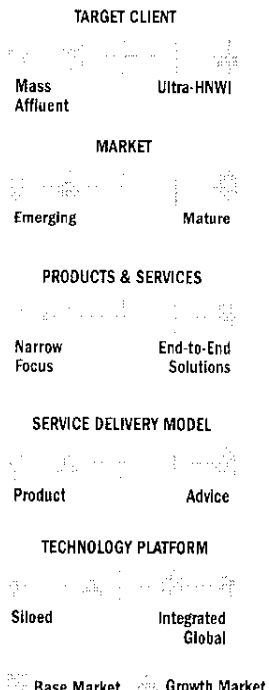 TARGET CLIENT
Mass Affluent
Ultra-HNWI
MARKET
Emerging
Mature
PRODUCTS & SERVICES
Narrow Focus
End-to-End Solutions
SERVICE DELIVERY MODEL
Product
Advice
TECHNOLOGY PLATFORM
Siloed
Integrated Global
Base Market
Growth Market